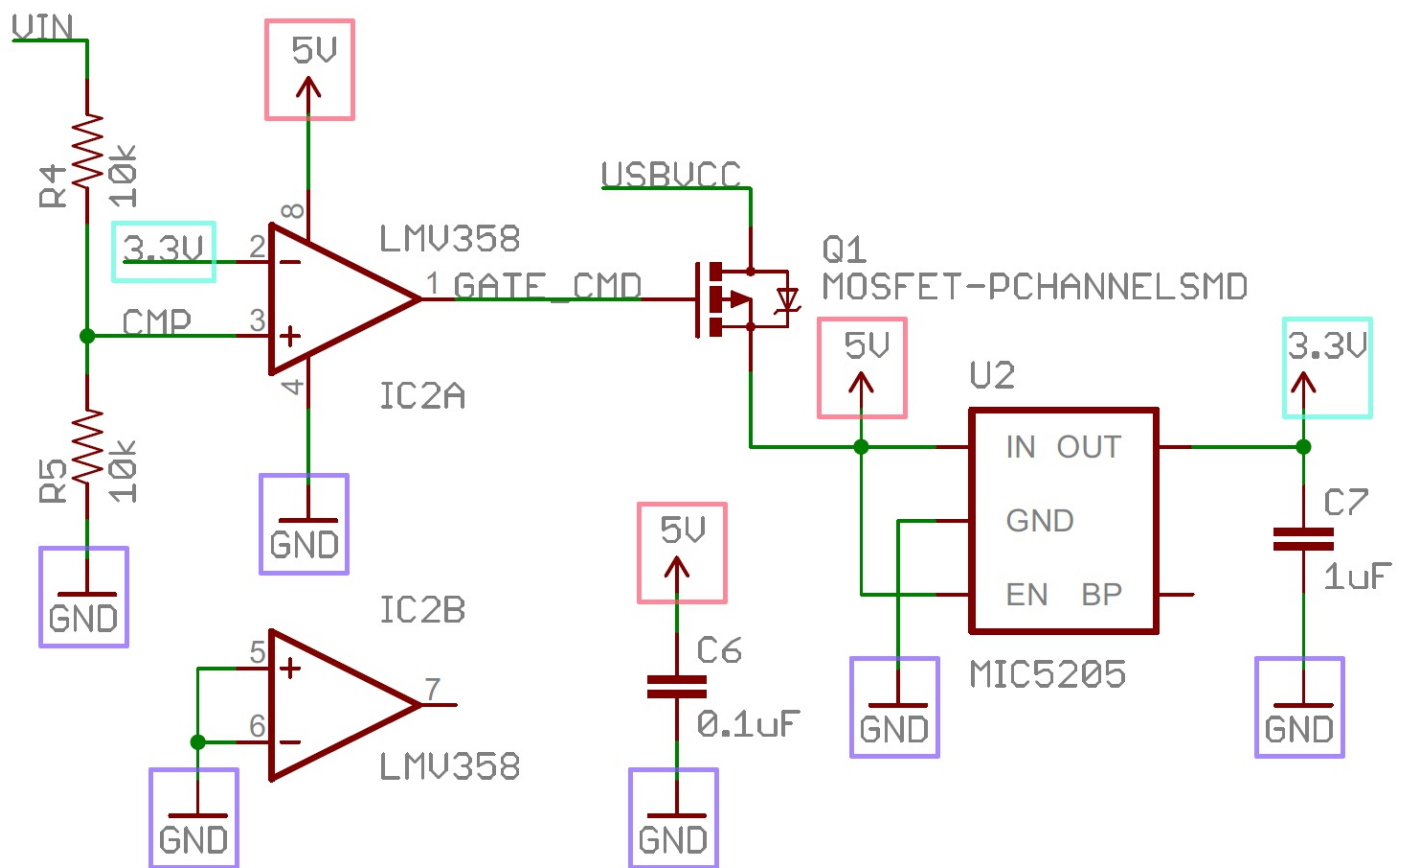 VIN
5V
R4
10k
USBVCC
8
3.3V
2
LMV358
Q1
1
GATE_CMD
MOSFET-PCHANNELSMD
CMP
3
5V
3.3V
4
IC2A
U2
R5
10k
IN
OUT
GND
5V
GND
C7
1uF
GND
IC2B
EN
BP
5
7
C6
MIC5205
6
0.1uF
GND
GND
LMV358
GND
GND